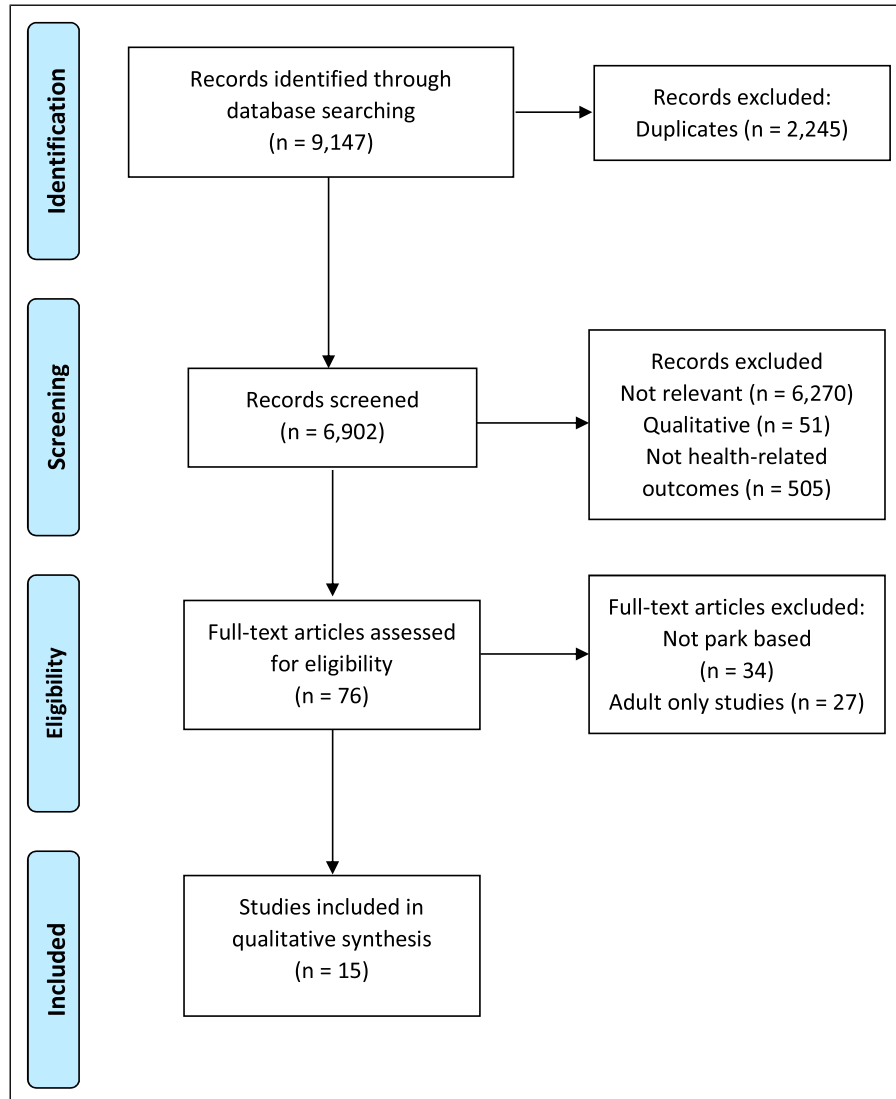 Identification
Records identified through
database searching
(n = 9,147)
Records excluded:
Duplicates (n = 2,245)
Screening
Records screened
(n = 6,902)
Records excluded
Not relevant (n = 6,270)
Qualitative (n = 51)
Not health-related
outcomes (n = 505)
Eligibility
Full-text articles assessed
for eligibility
(n = 76)
Full-text articles excluded:
Not park based
(n = 34)
Adult only studies (n = 27)
Included
Studies included in
qualitative synthesis
(n = 15)